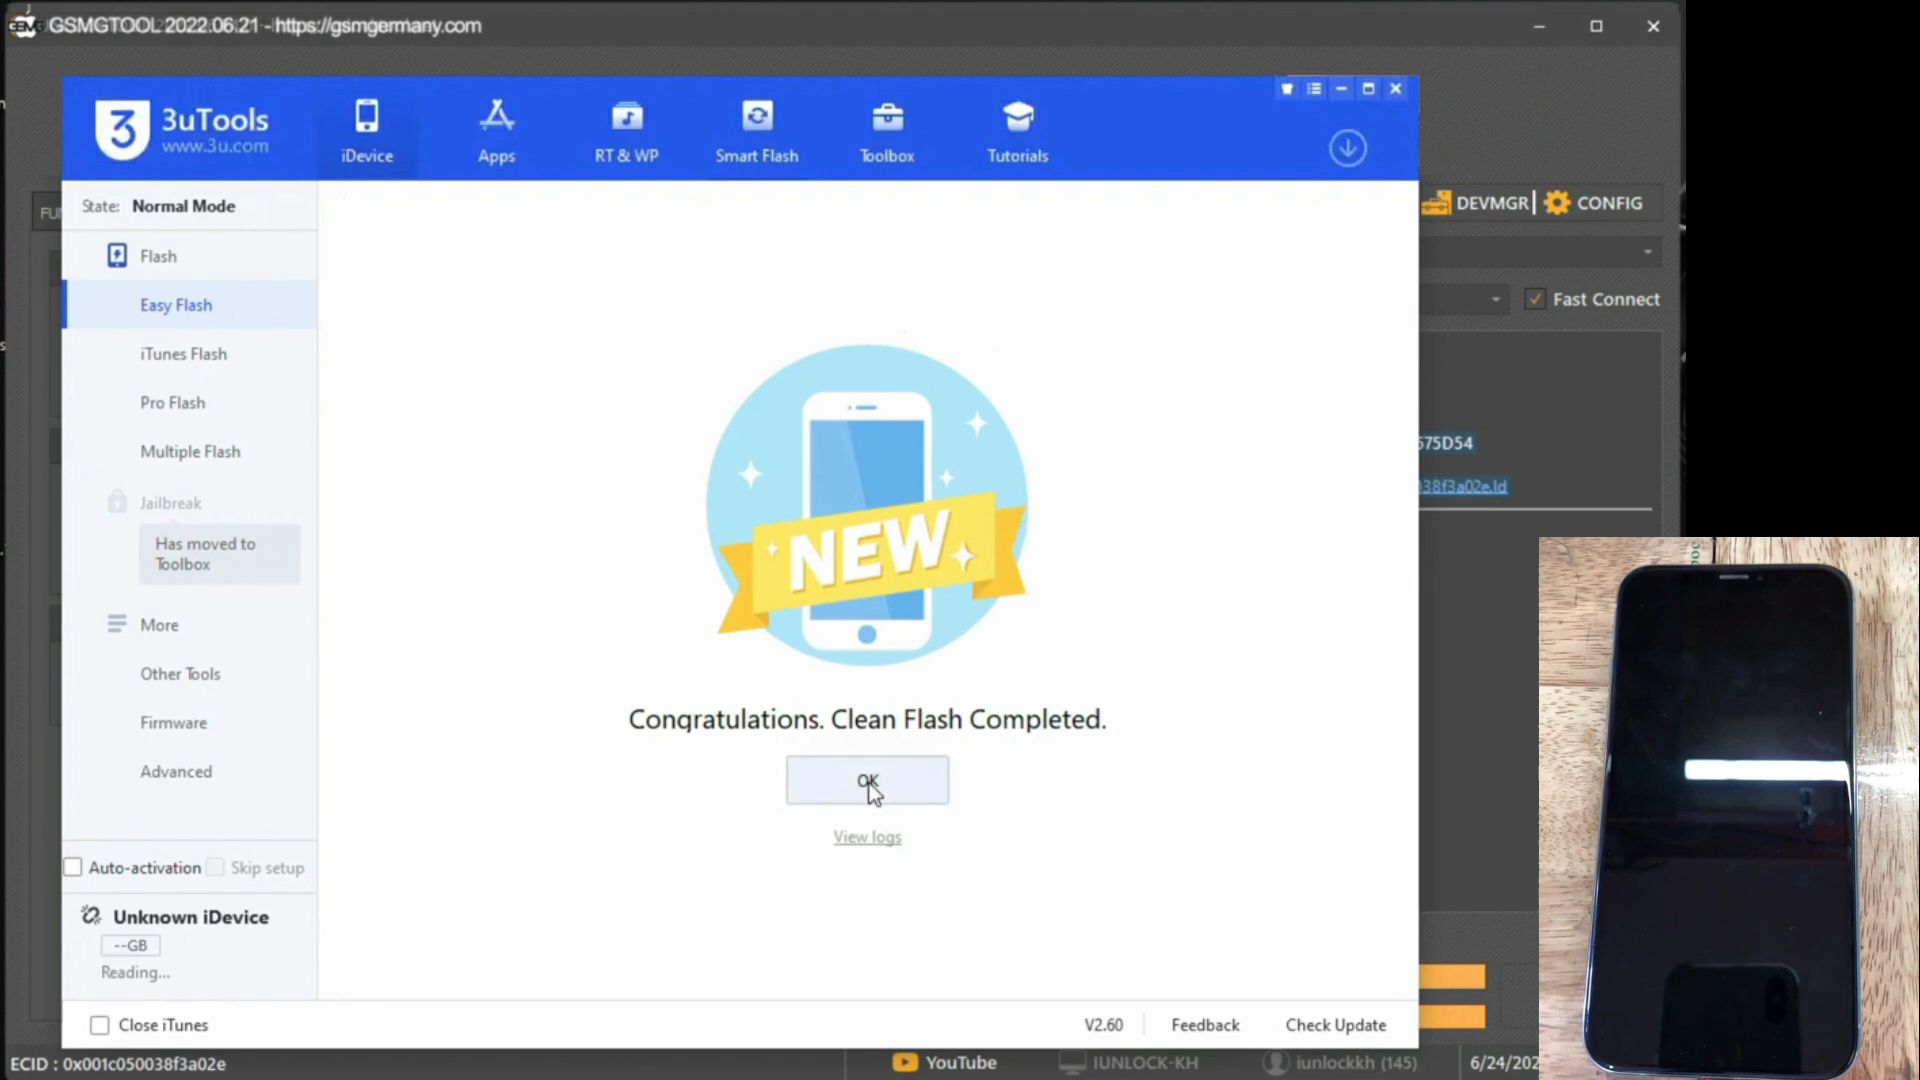 GSMGTOOL 2022.06.21 - https://gsmgermany.com
3 3uTools
www.3u.com
iDevice
Apps
RT & WP
Smart Flash
Toolbox
Tutorials
State: Normal Mode
Flash
Easy Flash
iTunes Flash
Pro Flash
Multiple Flash
Jailbreak
Has moved to
Toolbox
More
Other Tools
Firmware
Advanced
Auto-activation Skip setup
Unknown iDevice
--GB
Reading...
Close iTunes
NEW
Congratulations. Clean Flash Completed.
OK
View logs
V2.60
Feedback
Check Update
FU
DEVMGR
CONFIG
Fast Connect
575D54
38f3a02e.ld
ECID : 0x001c050038f3a02e
YouTube
IUNLOCK-KH
iunlockkh (145)
6/24/202